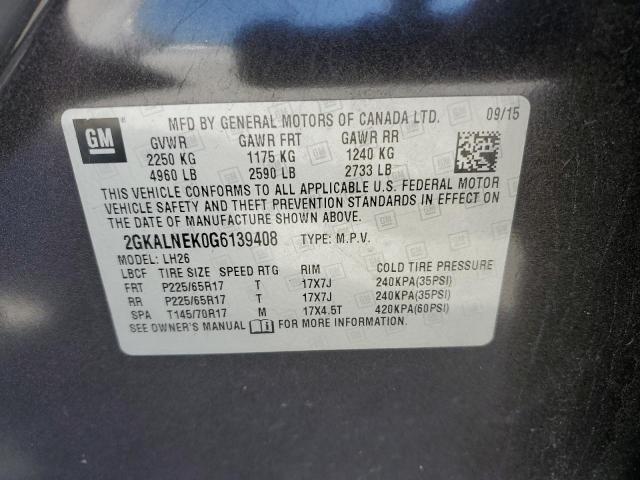 GM
MFD BY GENERAL MOTORS OF CANADA LTD. 09/15
GVWR GAWR FRT GAWR RR
2250 KG 1175 KG 1240 KG
4960 LB 2590 LB 2733 LB
THIS VEHICLE CONFORMS TO ALL APPLICABLE U.S. FEDERAL MOTOR
VEHICLE SAFETY AND THEFT PREVENTION STANDARDS IN EFFECT ON
THE DATE OF MANUFACTURE SHOWN ABOVE.
2GKALNEK0G6139408 TYPE: M.P.V.
MODEL: LH26
LBCF TIRE SIZE SPEED RTG RIM COLD TIRE PRESSURE
FRT P225/65R17 T 17X7J 240KPA(35PSI)
RR P225/65R17 T 17X7J 240KPA(35PSI)
SPA T145/70R17 M 17X4.5T 420KPA(60PSI)
SEE OWNER'S MANUAL FOR MORE INFORMATION.